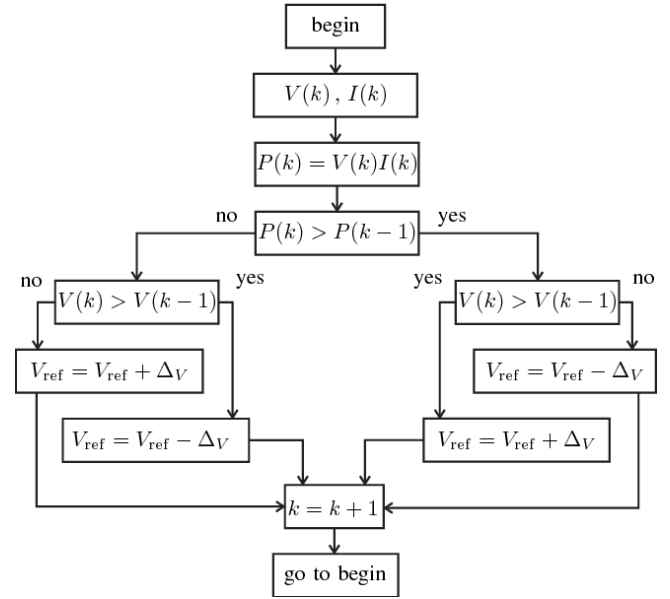 begin
V(k) , I(k)
P(k) = V(k)I(k)
no
yes
P(k) > P(k − 1)
no
yes
yes
no
V(k) > V(k − 1)
V(k) > V(k − 1)
V_ref = V_ref + Δ_V
V_ref = V_ref − Δ_V
V_ref = V_ref − Δ_V
V_ref = V_ref + Δ_V
k = k + 1
go to begin